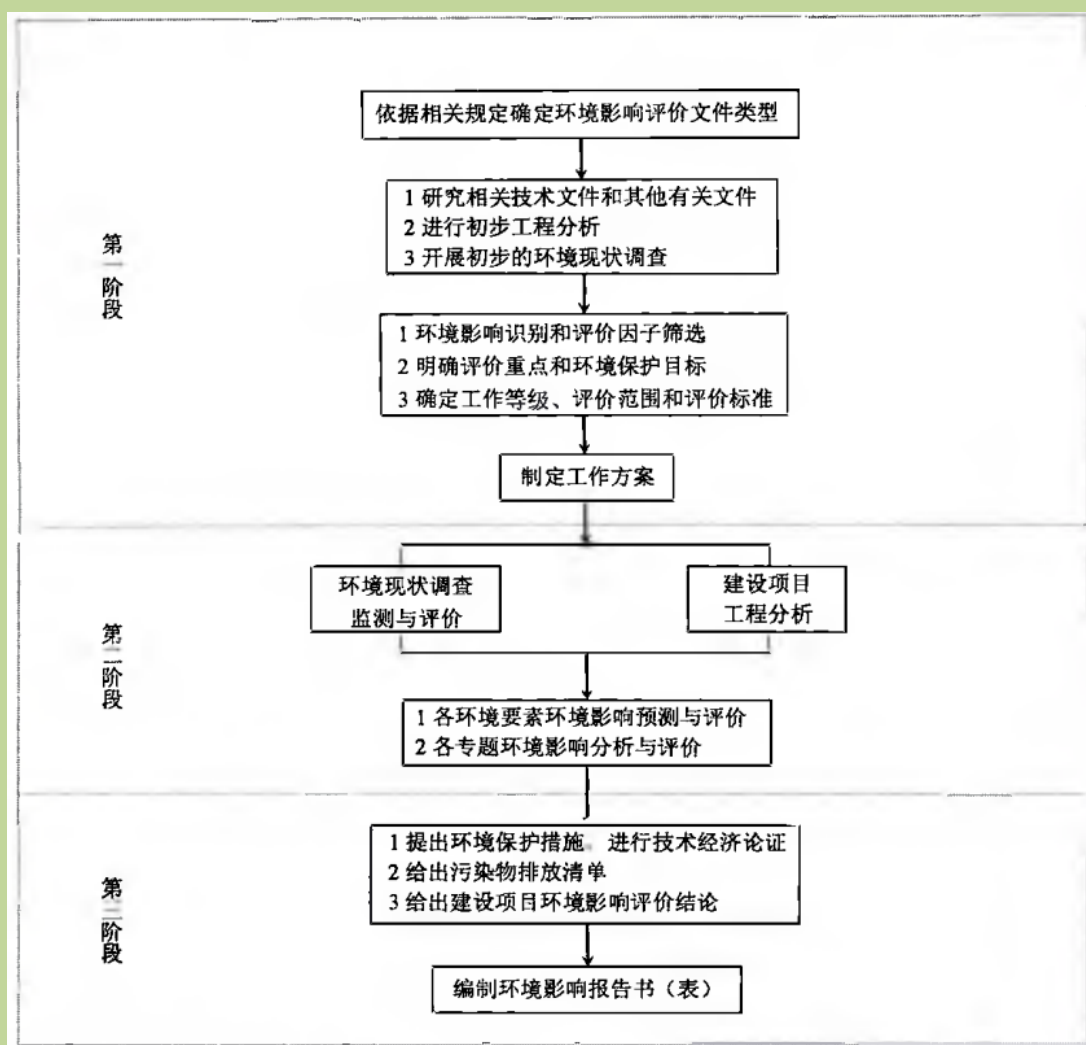 依据相关规定确定环境影响评价文件类型
1 研究相关技术文件和其他有关文件
2 进行初步工程分析
3 开展初步的环境现状调查
第一阶段
1 环境影响识别和评价因子筛选
2 明确评价重点和环境保护目标
3 确定工作等级、评价范围和评价标准
制定工作方案
环境现状调查
监测与评价
建设项目
工程分析
第二阶段
1 各环境要素环境影响预测与评价
2 各专题环境影响分析与评价
1 提出环境保护措施,进行技术经济论证
2 给出污染物排放清单
3 给出建设项目环境影响评价结论
第三阶段
编制环境影响报告书（表）